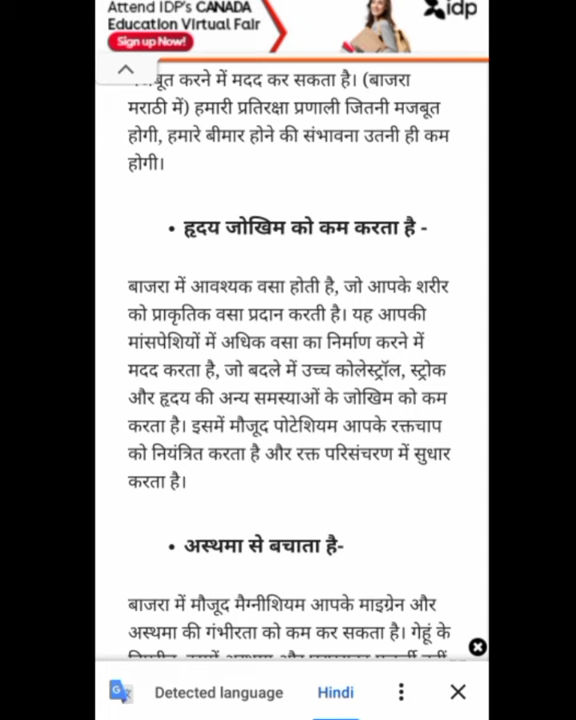 Attend IDP's CANADA
Education Virtual Fair
Sign up Now!
idp
करने में मदद कर सकता है। (बाजरा
मराठी में) हमारी प्रतिरक्षा प्रणाली जितनी मजबूत
होगी, हमारे बीमार होने की संभावना उतनी ही कम
होगी।
• हृदय जोखिम को कम करता है -
बाजरा में आवश्यक वसा होती है, जो आपके शरीर
को प्राकृतिक वसा प्रदान करती है। यह आपकी
मांसपेशियों में अधिक वसा का निर्माण करने में
मदद करता है, जो बदले में उच्च कोलेस्ट्रॉल, स्ट्रोक
और हृदय की अन्य समस्याओं के जोखिम को कम
करता है। इसमें मौजूद पोटेशियम आपके रक्तचाप
को नियंत्रित करता है और रक्त परिसंचरण में सुधार
करता है।
• अस्थमा से बचाता है-
बाजरा में मौजूद मैग्नीशियम आपके माइग्रेन और
अस्थमा की गंभीरता को कम कर सकता है। गेहूं के
Detected language Hindi